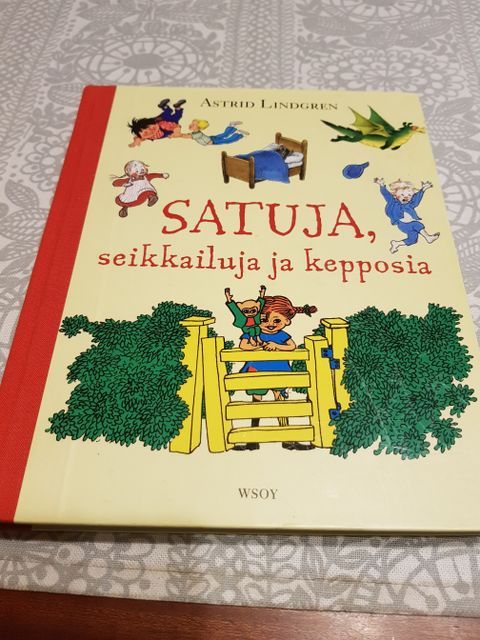 ASTRID LINDGREN
SATUJA,
seikkailuja ja kepposia
WSOY